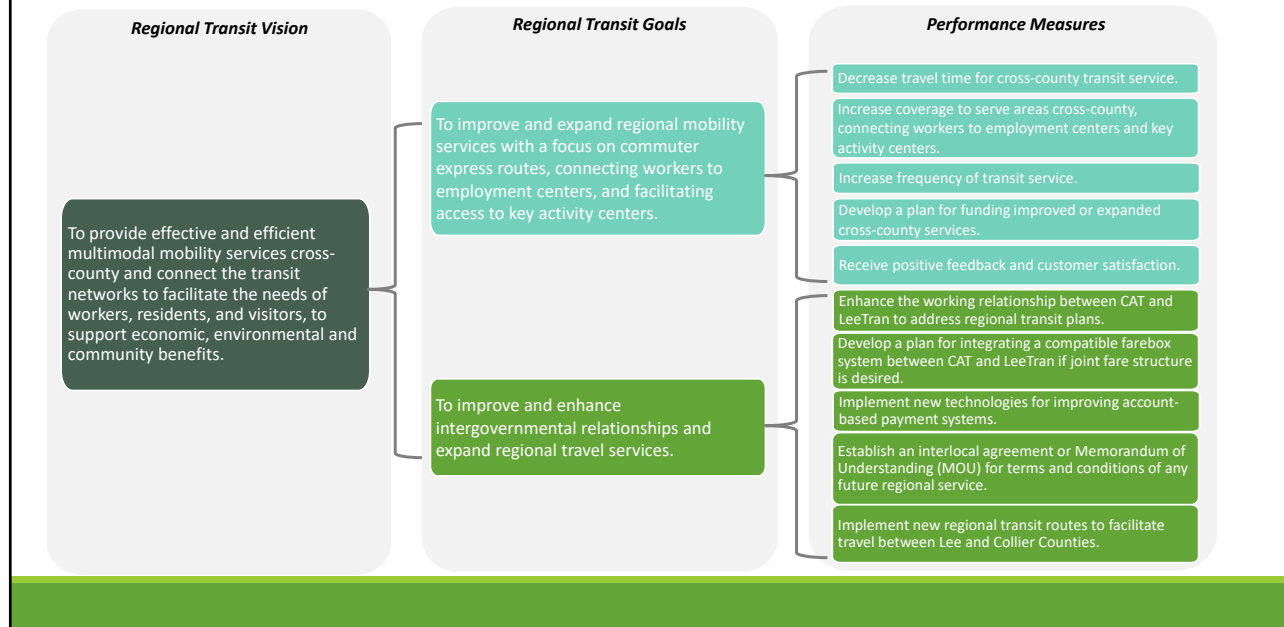 Regional Transit Vision
To provide effective and efficient
multimodal mobility services cross-
county and connect the transit
networks to facilitate the needs of
workers, residents, and visitors, to
support economic, environmental and
community benefits.
Regional Transit Goals
To improve and expand regional mobility
services with a focus on commuter
express routes, connecting workers to
employment centers, and facilitating
access to key activity centers.
To improve and enhance
intergovernmental relationships and
expand regional travel services.
Performance Measures
Decrease travel time for cross-county transit service.
Increase coverage to serve areas cross-county,
connecting workers to employment centers and key
activity centers.
Increase frequency of transit service.
Develop a plan for funding improved or expanded
cross-county services.
Receive positive feedback and customer satisfaction.
Enhance the working relationship between CAT and
LeeTran to address regional transit plans.
Develop a plan for integrating a compatible farebox
system between CAT and LeeTran if joint fare structure
is desired.
Implement new technologies for improving account-
based payment systems.
Establish an interlocal agreement or Memorandum of
Understanding (MOU) for terms and conditions of any
future regional service.
Implement new regional transit routes to facilitate
travel between Lee and Collier Counties.